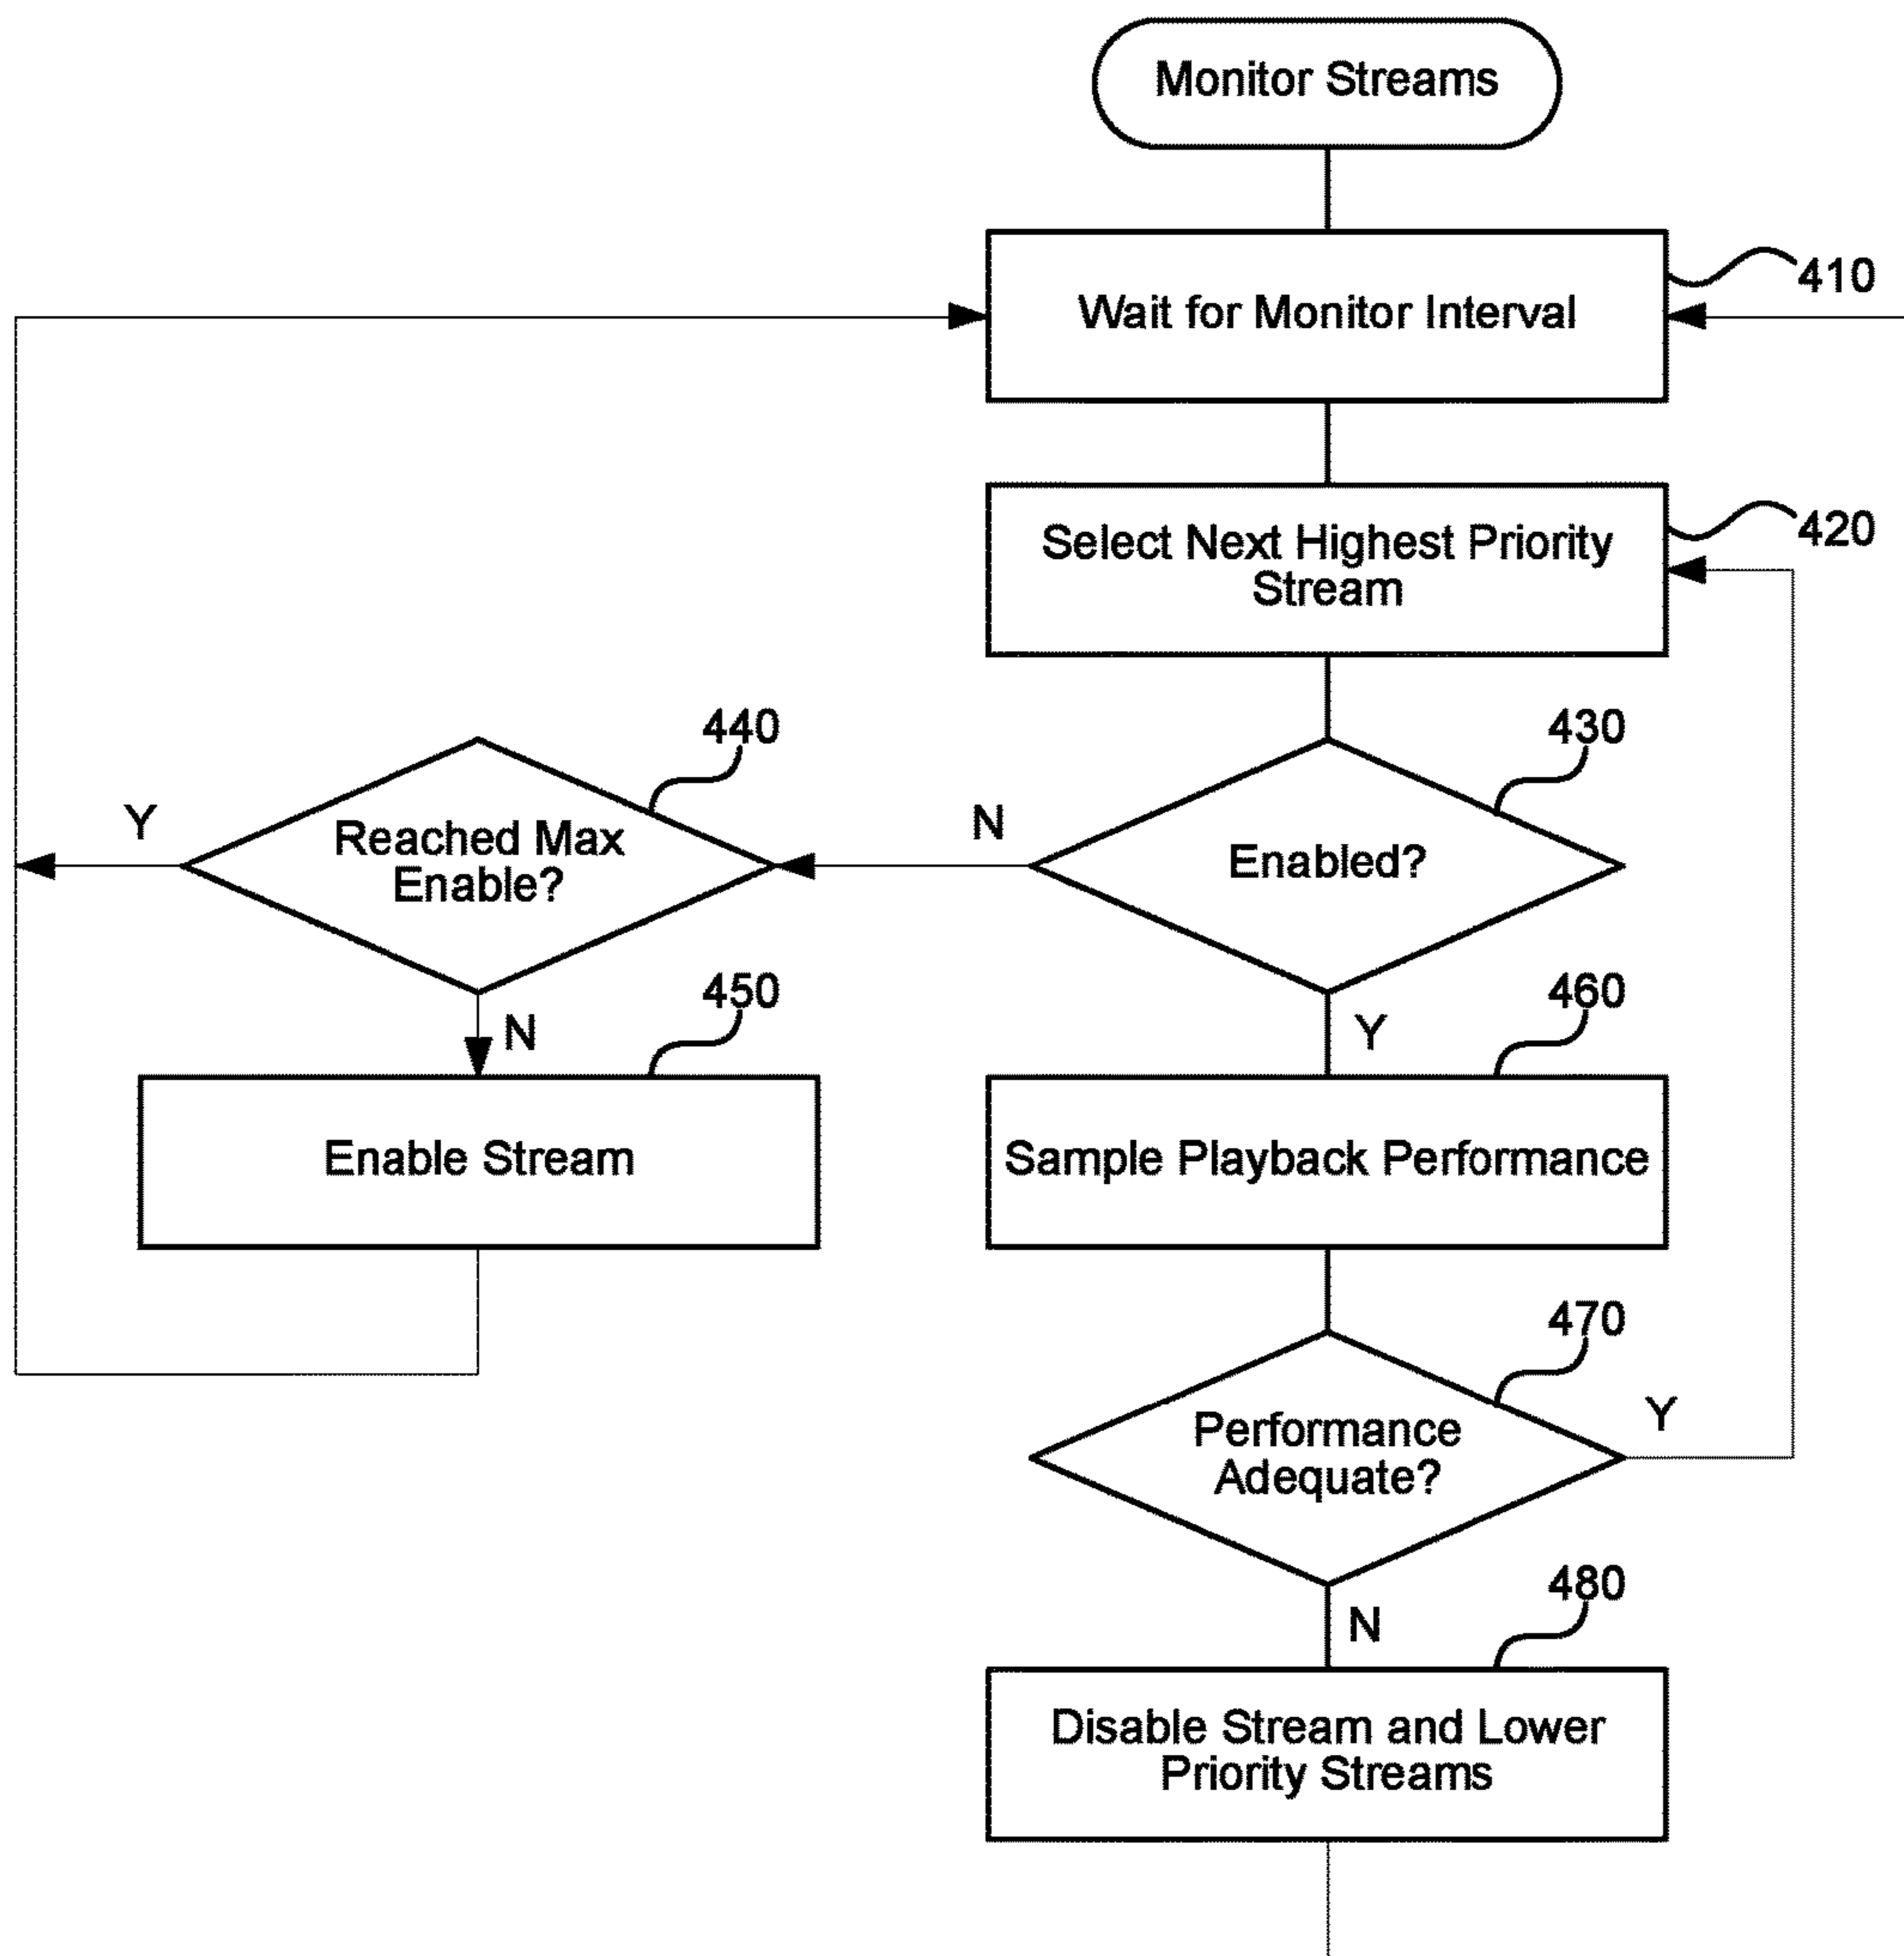 Monitor Streams
410
Wait for Monitor Interval
420
Select Next Highest Priority
Stream
440
430
Y
Reached Max
Enable?
N
Enabled?
450
N
460
Y
Enable Stream
Sample Playback Performance
470
Performance
Adequate?
Y
480
N
Disable Stream and Lower
Priority Streams